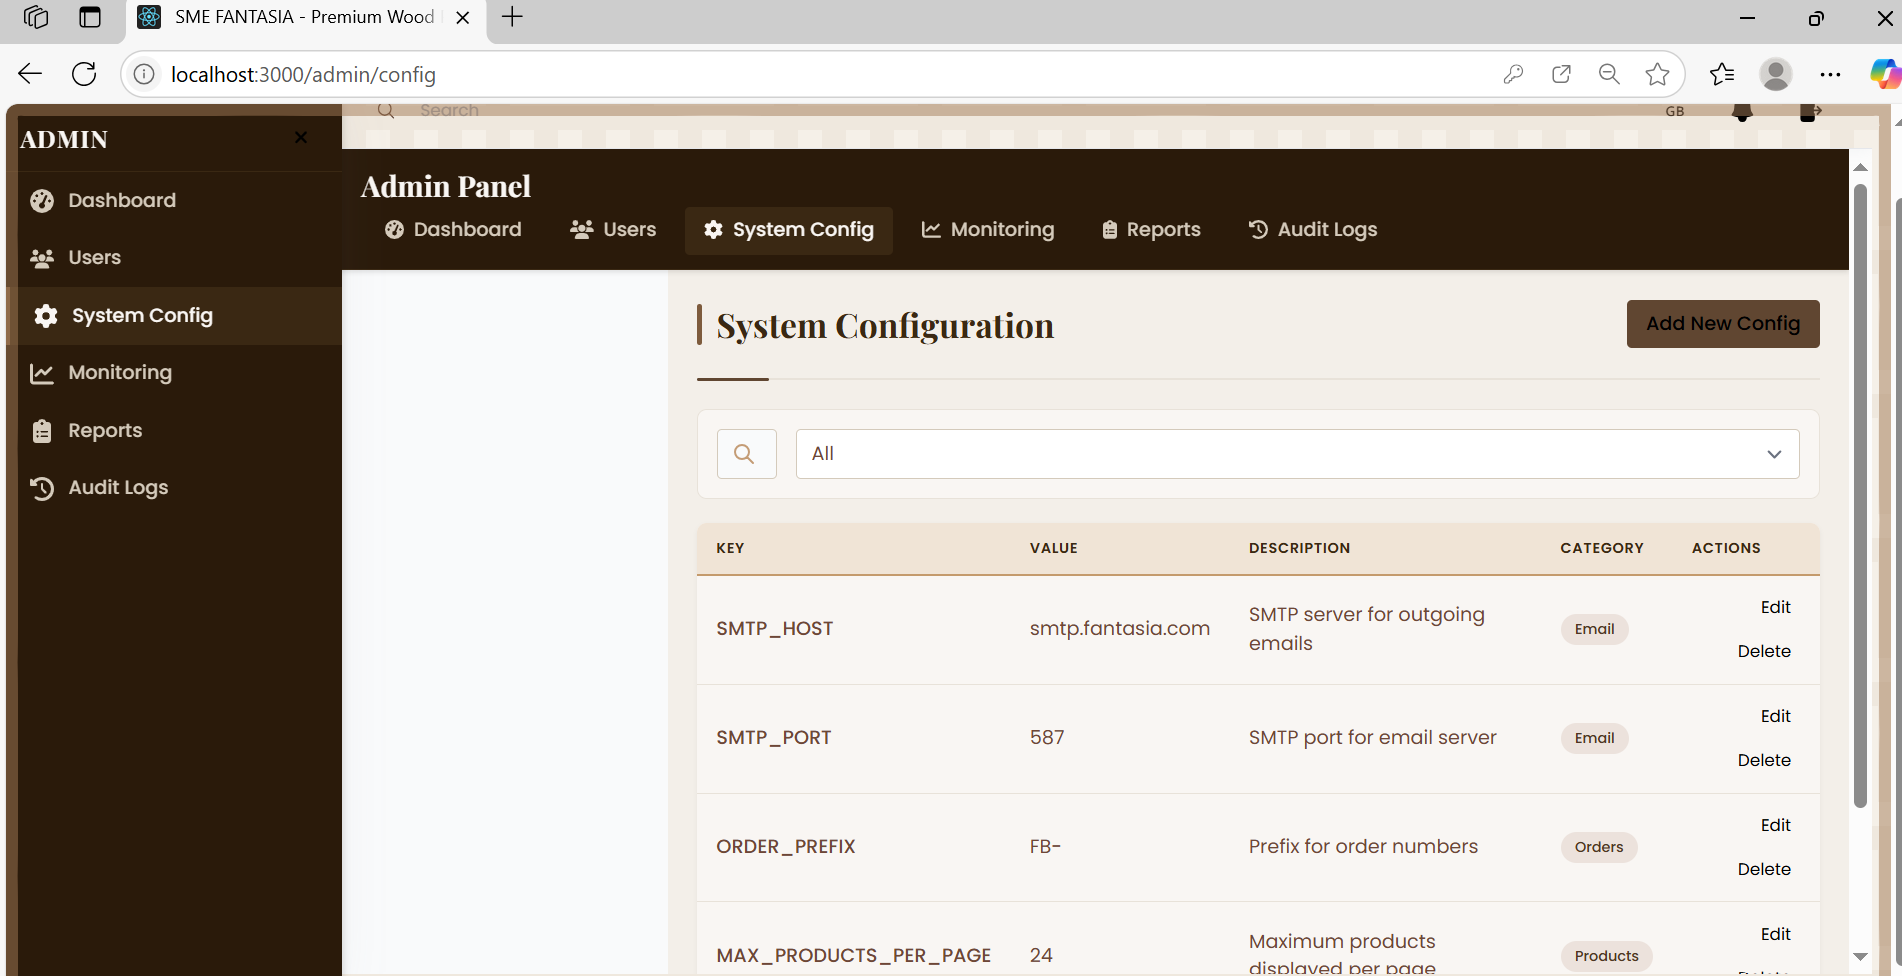 SME FANTASIA - Premium Wood
localhost:3000/admin/config
Search
GB
ADMIN
Dashboard
Users
System Config
Monitoring
Reports
Audit Logs
Admin Panel
Dashboard Users System Config Monitoring Reports Audit Logs
System Configuration
Add New Config
All
KEY VALUE DESCRIPTION CATEGORY ACTIONS
SMTP_HOST smtp.fantasia.com SMTP server for outgoing emails Email Edit Delete
SMTP_PORT 587 SMTP port for email server Email Edit Delete
ORDER_PREFIX FB- Prefix for order numbers Orders Edit Delete
MAX_PRODUCTS_PER_PAGE 24 Maximum products displayed per page Products Edit